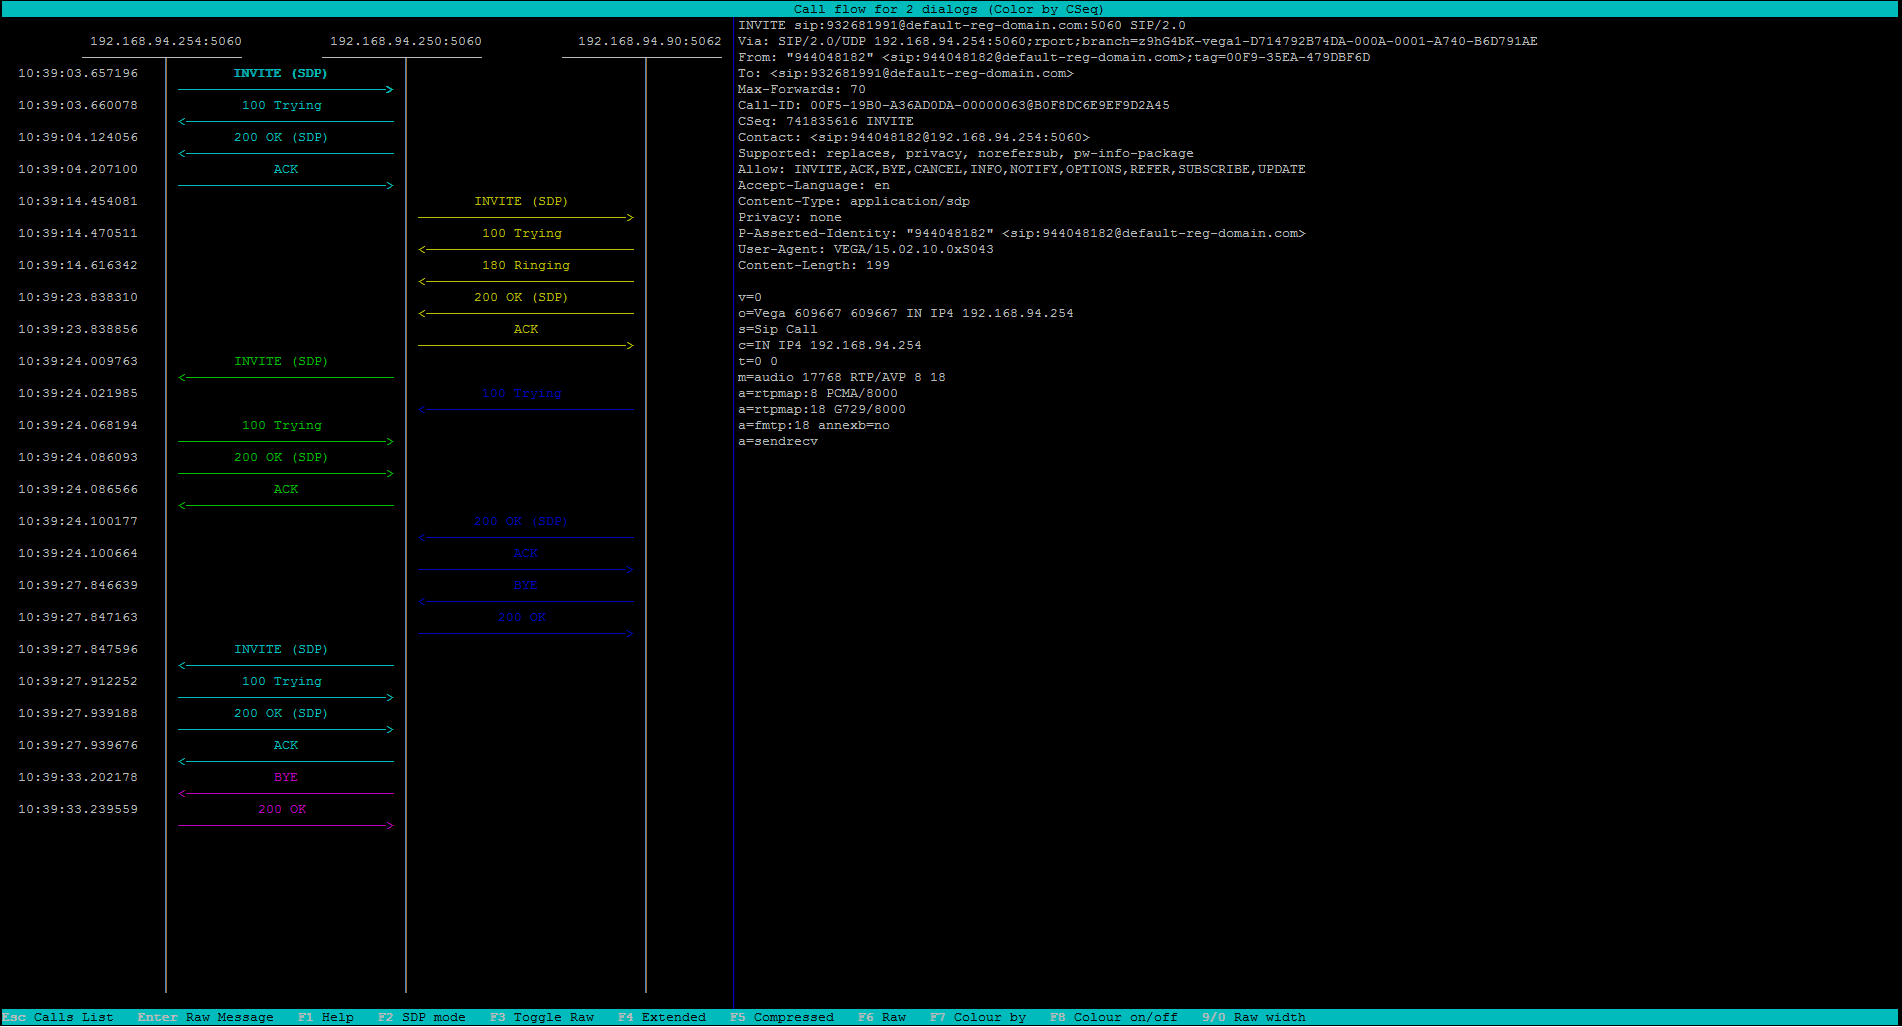 Call flow for 2 dialogs (Color by CSeq)
192.168.94.254:5060 192.168.94.250:5060 192.168.94.90:5062
10:39:03.657196 INVITE (SDP)
10:39:03.660078 100 Trying
10:39:04.124056 200 OK (SDP)
10:39:04.207100 ACK
10:39:14.454081 INVITE (SDP)
10:39:14.470511 100 Trying
10:39:14.616342 180 Ringing
10:39:23.838310 200 OK (SDP)
10:39:23.838856 ACK
10:39:24.009763 INVITE (SDP)
10:39:24.021985 100 Trying
10:39:24.068194 100 Trying
10:39:24.086093 200 OK (SDP)
10:39:24.086566 ACK
10:39:24.100177 200 OK (SDP)
10:39:24.100664 ACK
10:39:27.846639 BYE
10:39:27.847163 200 OK
10:39:27.847596 INVITE (SDP)
10:39:27.912252 100 Trying
10:39:27.939188 200 OK (SDP)
10:39:27.939676 ACK
10:39:33.202178 BYE
10:39:33.239559 200 OK
INVITE sip:932681991@default-reg-domain.com:5060 SIP/2.0
Via: SIP/2.0/UDP 192.168.94.254:5060;rport;branch=z9hG4bK-vega1-D714792B74DA-000A-0001-A740-B6D791AE
From: "944048182" <sip:944048182@default-reg-domain.com>;tag=00F9-35EA-479DBF6D
To: <sip:932681991@default-reg-domain.com>
Max-Forwards: 70
Call-ID: 00F5-19B0-A36AD0DA-00000063@B0F8DC6E9EF9D2A45
CSeq: 741835616 INVITE
Contact: <sip:944048182@192.168.94.254:5060>
Supported: replaces, privacy, norefersub, pw-info-package
Allow: INVITE,ACK,BYE,CANCEL,INFO,NOTIFY,OPTIONS,REFER,SUBSCRIBE,UPDATE
Accept-Language: en
Content-Type: application/sdp
Privacy: none
P-Asserted-Identity: "944048182" <sip:944048182@default-reg-domain.com>
User-Agent: VEGA/15.02.10.0xS043
Content-Length: 199
v=0
o=Vega 609667 609667 IN IP4 192.168.94.254
s=Sip Call
c=IN IP4 192.168.94.254
t=0 0
m=audio 17768 RTP/AVP 8 18
a=rtpmap:8 PCMA/8000
a=rtpmap:18 G729/8000
a=fmtp:18 annexb=no
a=sendrecv
Esc Calls List Enter Raw Message F1 Help F2 SDP mode F3 Toggle Raw F4 Extended F5 Compressed F6 Raw F7 Colour by F8 Colour on/off 9/0 Raw width